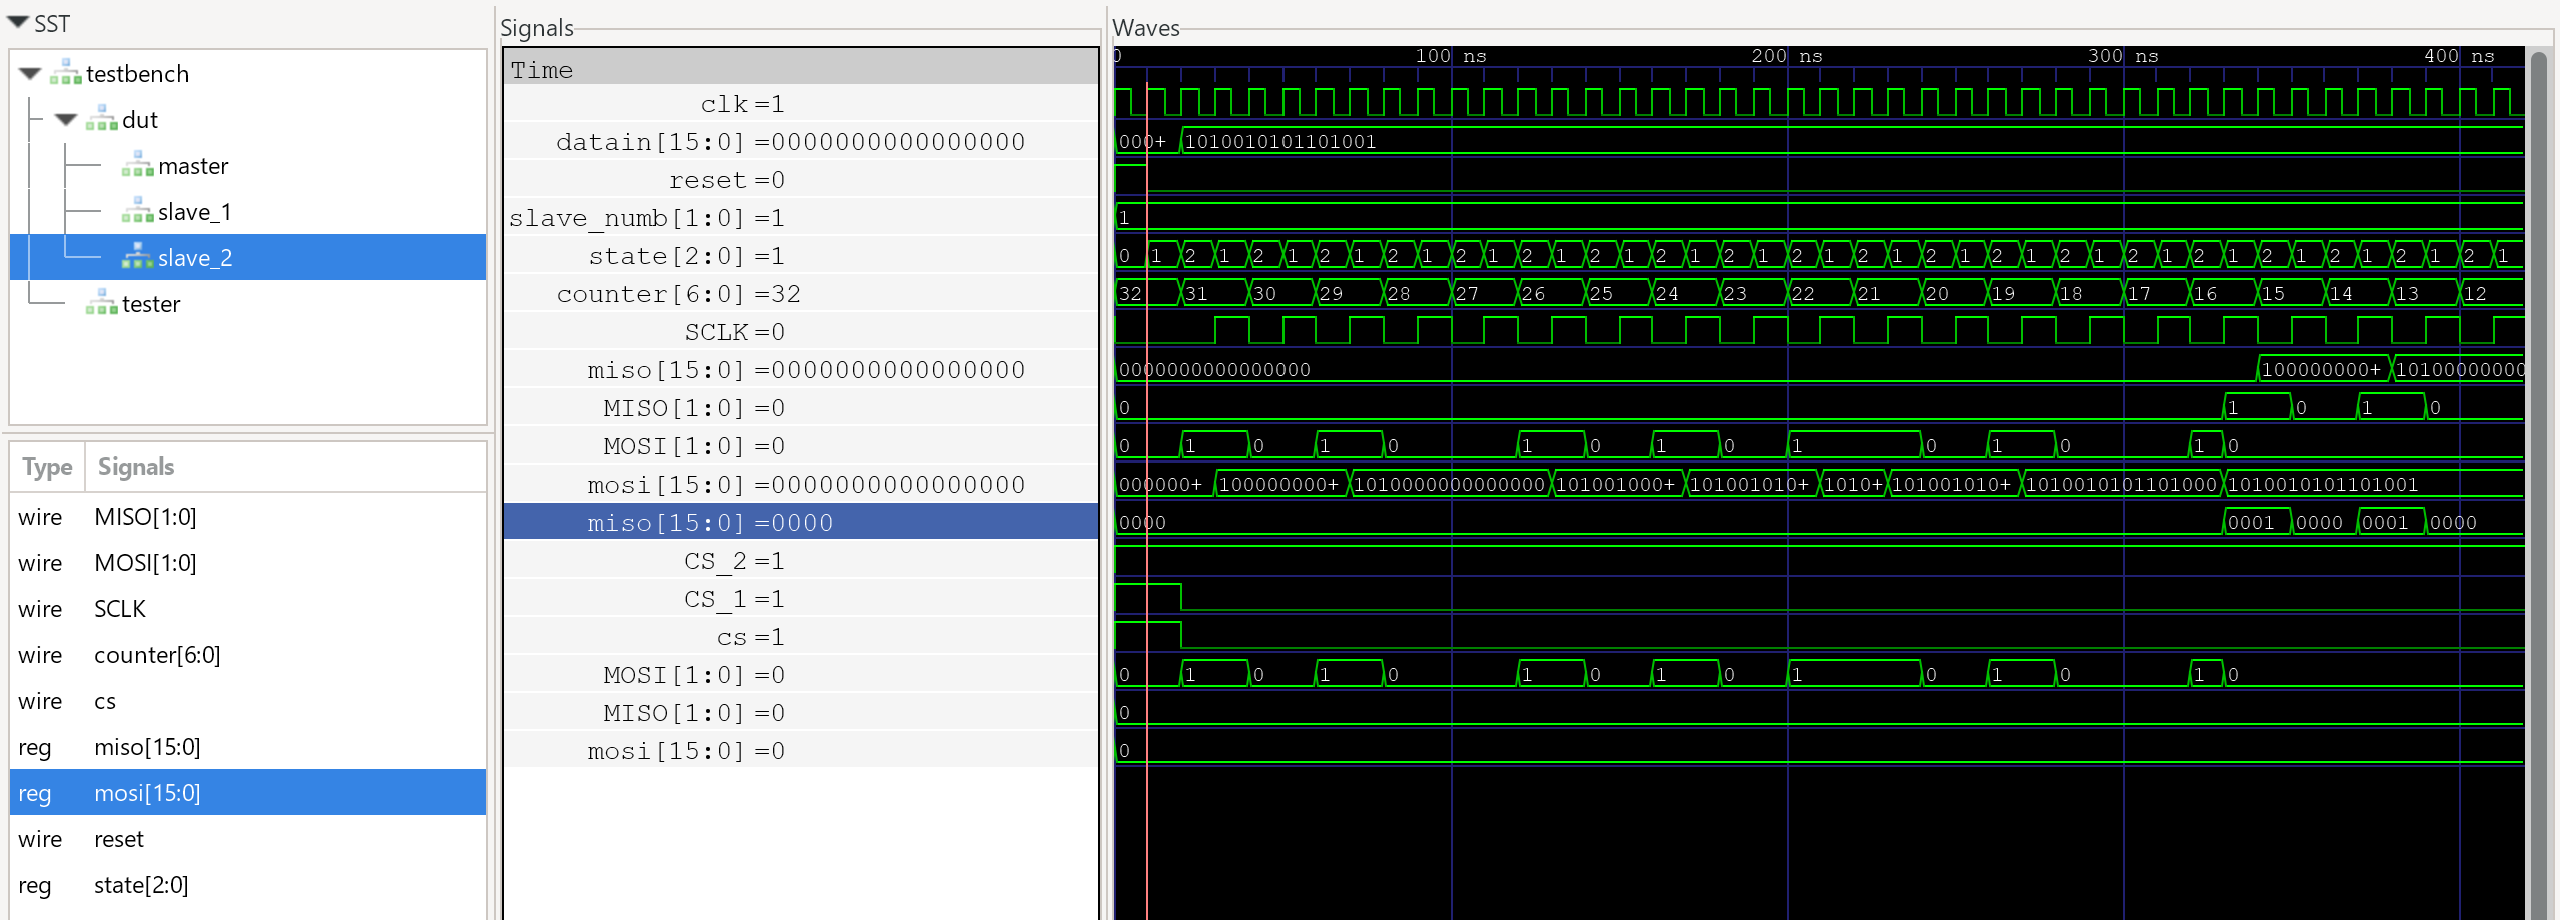 SST
testbench
dut
master
slave_1
slave_2
tester
Type Signals
wire MISO[1:0]
wire MOSI[1:0]
wire SCLK
wire counter[6:0]
wire cs
reg miso[15:0]
reg mosi[15:0]
wire reset
reg state[2:0]
Signals
Time
clk =1
datain[15:0] =0000000000000000
reset =0
slave_numb[1:0] =1
state[2:0] =1
counter[6:0] =32
SCLK =0
miso[15:0] =0000000000000000
MISO[1:0] =0
MOSI[1:0] =0
mosi[15:0] =0000000000000000
miso[15:0] =0000
CS_2 =1
CS_1 =1
cs =1
MOSI[1:0] =0
MISO[1:0] =0
mosi[15:0] =0
Waves
0 100 ns 200 ns 300 ns 400 ns
000+ 1010010101101001
1
0 1 2 1 2 1 2 1 2 1 2 1 2 1 2 1 2 1 2 1 2 1 2 1 2 1 2 1 2 1 2 1 2 1 2 1 2 1 2 1 2 1
32 31 30 29 28 27 26 25 24 23 22 21 20 19 18 17 16 15 14 13 12
0000000000000000 100000000+ 10100000000
0 1 0 1 0
0 1 0 1 0 1 0 1 0 1 0 1 0 1 0
000000+ 100000000+ 1010000000000000 101001000+ 101001010+ 1010+ 101001010+ 1010010101101000 1010010101101001
0000 0001 0000 0001 0000
0 1 0 1 0 1 0 1 0 1 0 1 0 1 0
0
0